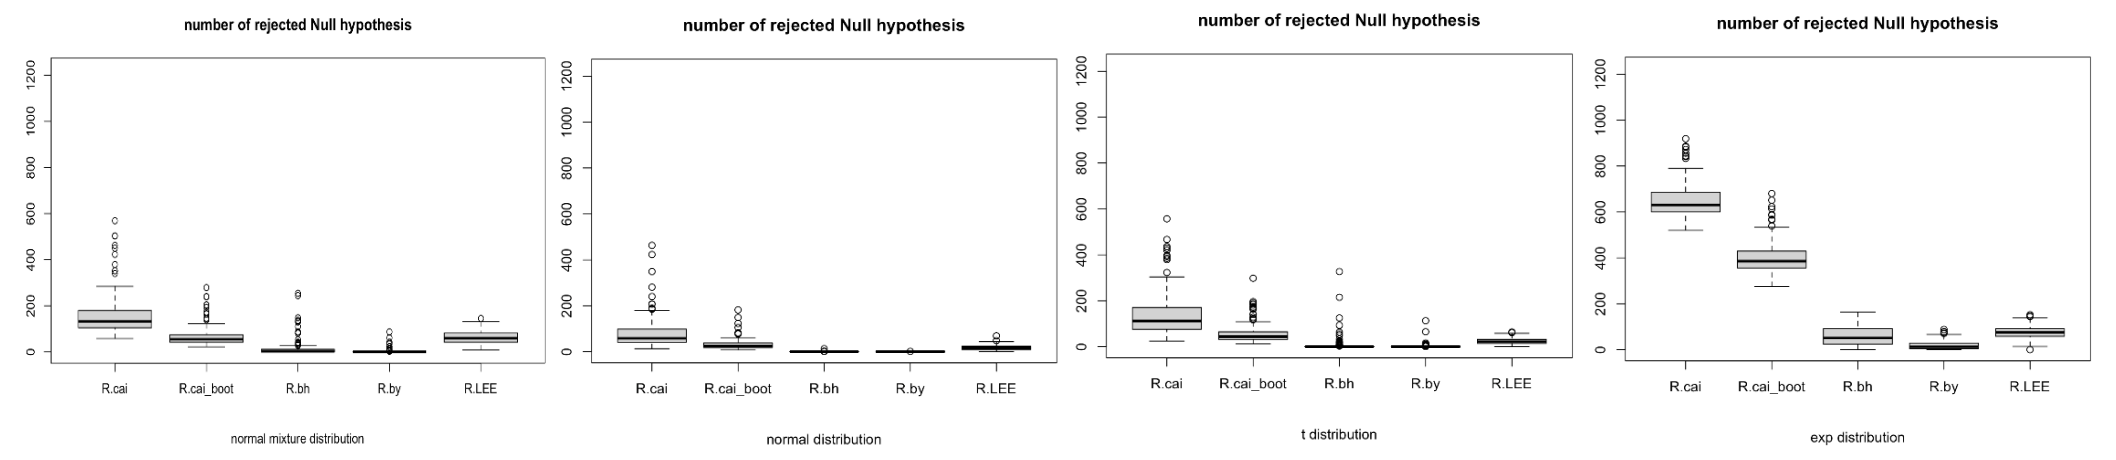 number of rejected Null hypothesis
1200
1000
800
600
400
200
0
R.cai R.cai_boot R.bh R.by R.LEE
normal mixture distribution
number of rejected Null hypothesis
1200
1000
800
600
400
200
0
R.cai R.cai_boot R.bh R.by R.LEE
normal distribution
number of rejected Null hypothesis
1200
1000
800
600
400
200
0
R.cai R.cai_boot R.bh R.by R.LEE
t distribution
number of rejected Null hypothesis
1200
1000
800
600
400
200
0
R.cai R.cai_boot R.bh R.by R.LEE
exp distribution